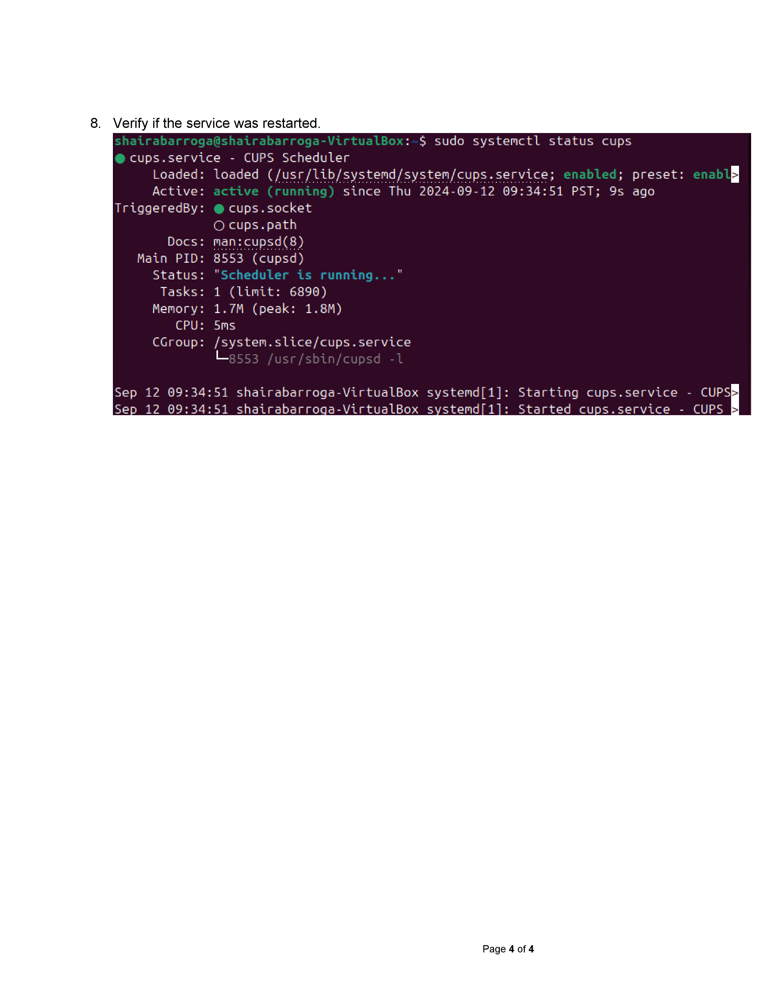 8. Verify if the service was restarted.
shairabarroga@shairabarroga-VirtualBox:~$ sudo systemctl status cups
● cups.service - CUPS Scheduler
Loaded: loaded (/usr/lib/systemd/system/cups.service; enabled; preset: enabl>
Active: active (running) since Thu 2024-09-12 09:34:51 PST; 9s ago
TriggeredBy: ● cups.socket
○ cups.path
Docs: man:cupsd(8)
Main PID: 8553 (cupsd)
Status: "Scheduler is running..."
Tasks: 1 (limit: 6890)
Memory: 1.7M (peak: 1.8M)
CPU: 5ms
CGroup: /system.slice/cups.service
└─8553 /usr/sbin/cupsd -l
Sep 12 09:34:51 shairabarroga-VirtualBox systemd[1]: Starting cups.service - CUPS>
Sep 12 09:34:51 shairabarroga-VirtualBox systemd[1]: Started cups.service - CUPS >
Page 4 of 4